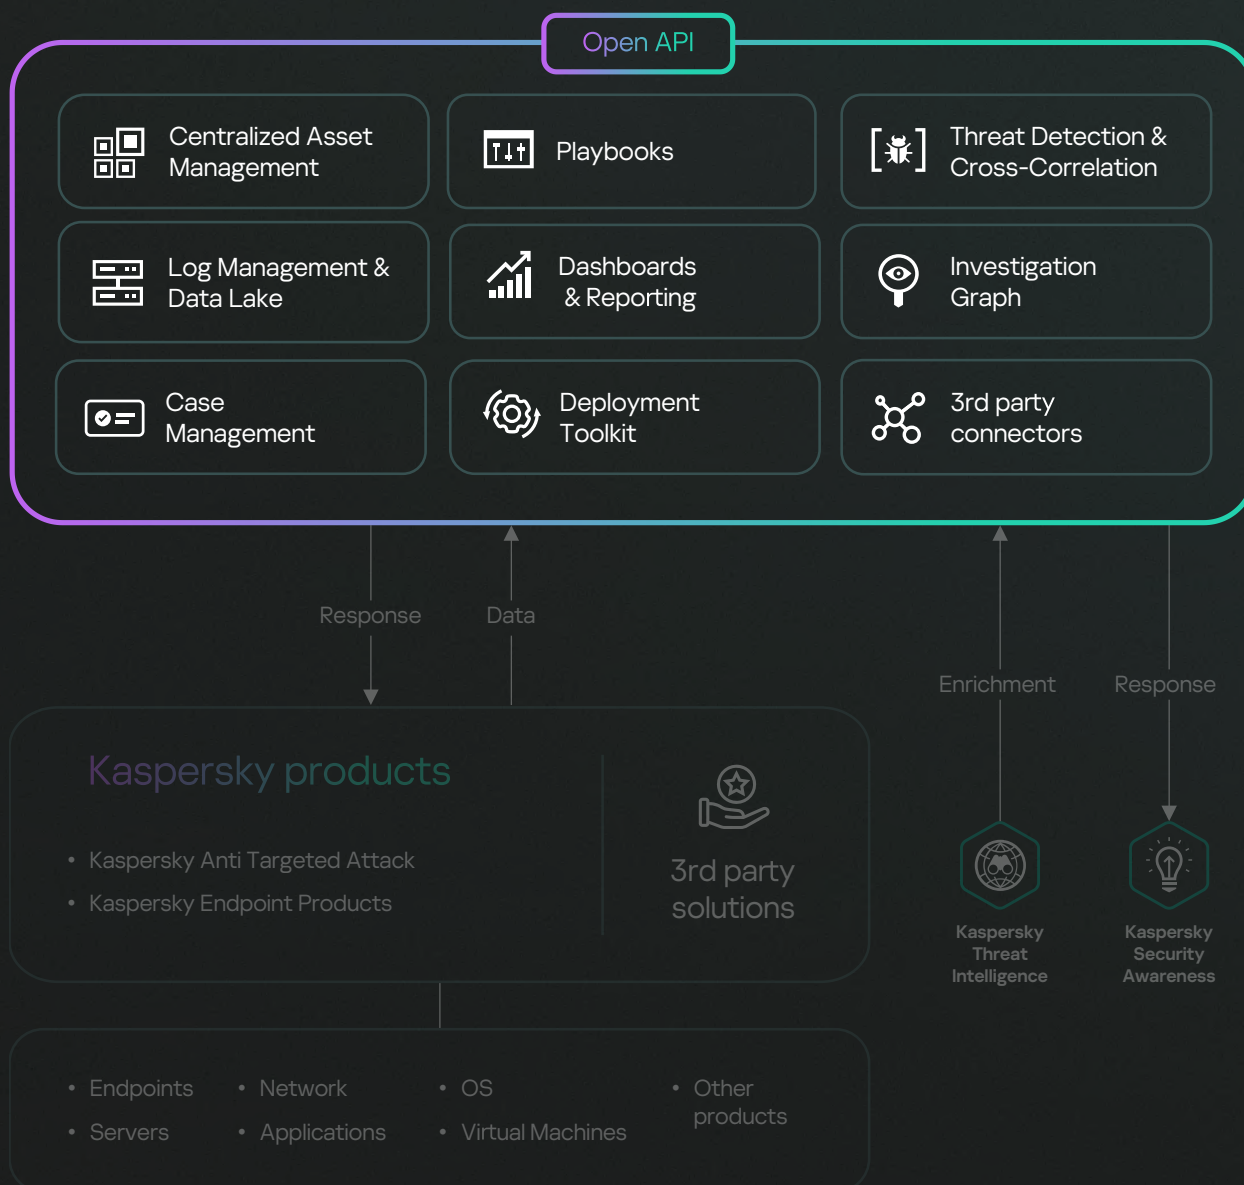 Open API
Centralized Asset
Management
Playbooks
Threat Detection &
Cross-Correlation
Log Management &
Data Lake
Dashboards
& Reporting
Investigation
Graph
Case
Management
Deployment
Toolkit
3rd party
connectors
Response
Data
Enrichment
Response
Kaspersky products
• Kaspersky Anti Targeted Attack
• Kaspersky Endpoint Products
3rd party
solutions
Kaspersky
Threat
Intelligence
Kaspersky
Security
Awareness
• Endpoints
• Servers
• Network
• Applications
• OS
• Virtual Machines
• Other
products